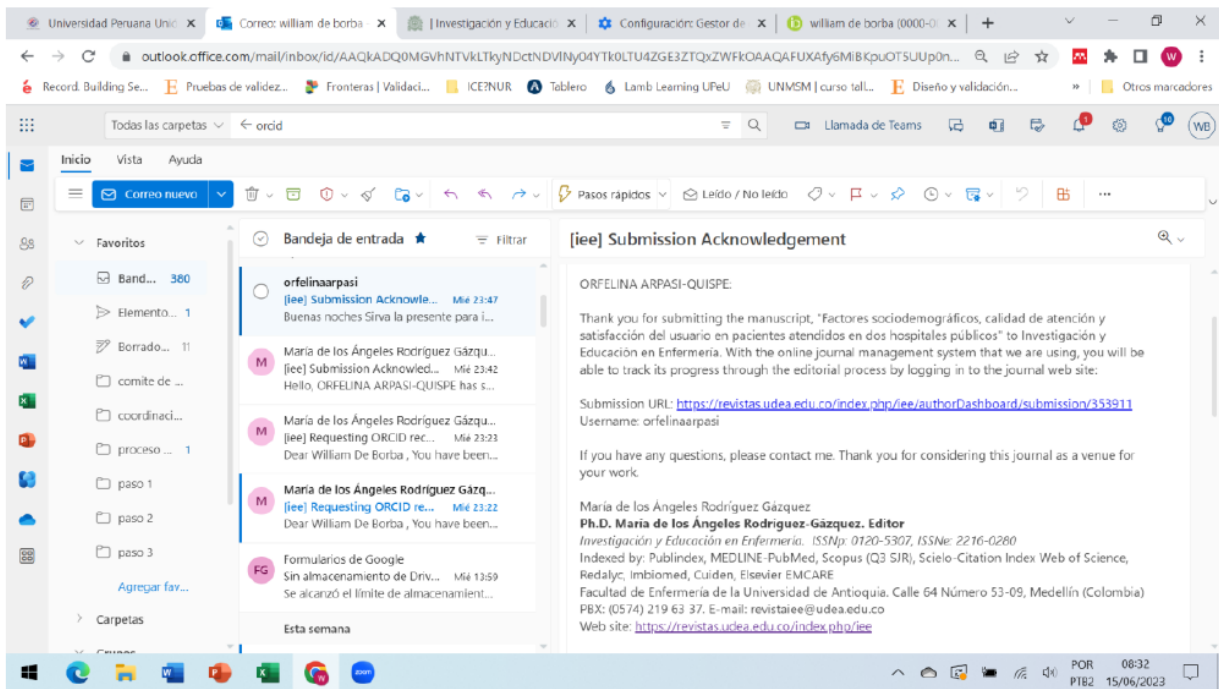 Universidad Peruana Unió
Correo: william de borba -
| Investigación y Educació
Configuración: Gestor de
william de borba (0000-0
outlook.office.com/mail/inbox/id/
Record. Building Se...
Pruebas de validez...
Fronteras | Validaci...
ICE?NUR
Tablero
Lamb Learning UPeU
UNMSM | curso tall...
Diseño y validación...
»
Otros marcadores
Todas las carpetas
orcid
Llamada de Teams
1
10
WB
Inicio
Vista
Ayuda
Correo nuevo
Pasos rápidos
Leído / No leído
Favoritos
Band... 380
Elemento... 1
Borrado... 11
comite de ...
coordinaci...
proceso ... 1
paso 1
paso 2
paso 3
Agregar fav...
Carpetas
Grupos
Bandeja de entrada
Filtrar
orfelinaarpasi
[iee] Submission Acknowle... Mié 23:47
Buenas noches Sirva la presente para i...
M
María de los Ángeles Rodríguez Gázqu...
[iee] Submission Acknowled... Mié 23:42
Hello, ORFELINA ARPASI-QUISPE has s...
M
María de los Ángeles Rodríguez Gázqu...
[iee] Requesting ORCID rec... Mié 23:23
Dear William De Borba , You have been...
M
María de los Ángeles Rodríguez Gázq...
[iee] Requesting ORCID re... Mié 23:22
Dear William De Borba , You have been...
FG
Formularios de Google
Sin almacenamiento de Driv... Mié 13:59
Se alcanzó el límite de almacenamient...
Esta semana
[iee] Submission Acknowledgement
ORFELINA ARPASI-QUISPE:
Thank you for submitting the manuscript, "Factores sociodemográficos, calidad de atención y
satisfacción del usuario en pacientes atendidos en dos hospitales públicos" to Investigación y
Educación en Enfermería. With the online journal management system that we are using, you will be
able to track its progress through the editorial process by logging in to the journal web site:
Submission URL: https://revistas.udea.edu.co/index.php/iee/authorDashboard/submission/353911
Username: orfelinaarpasi
If you have any questions, please contact me. Thank you for considering this journal as a venue for
your work.
María de los Ángeles Rodríguez Gázquez
Ph.D. María de los Ángeles Rodríguez-Gázquez. Editor
Investigación y Educación en Enfermería. ISSNp: 0120-5307, ISSNe: 2216-0280
Indexed by: Publindex, MEDLINE-PubMed, Scopus (Q3 SJR), Scielo-Citation Index Web of Science,
Redalyc, Imbiomed, Cuiden, Elsevier EMCARE
Facultad de Enfermería de la Universidad de Antioquia. Calle 64 Número 53-09, Medellín (Colombia)
PBX: (0574) 219 63 37. E-mail: revistaiee@udea.edu.co
Web site: https://revistas.udea.edu.co/index.php/iee
zoom
POR
PTB2
08:32
15/06/2023